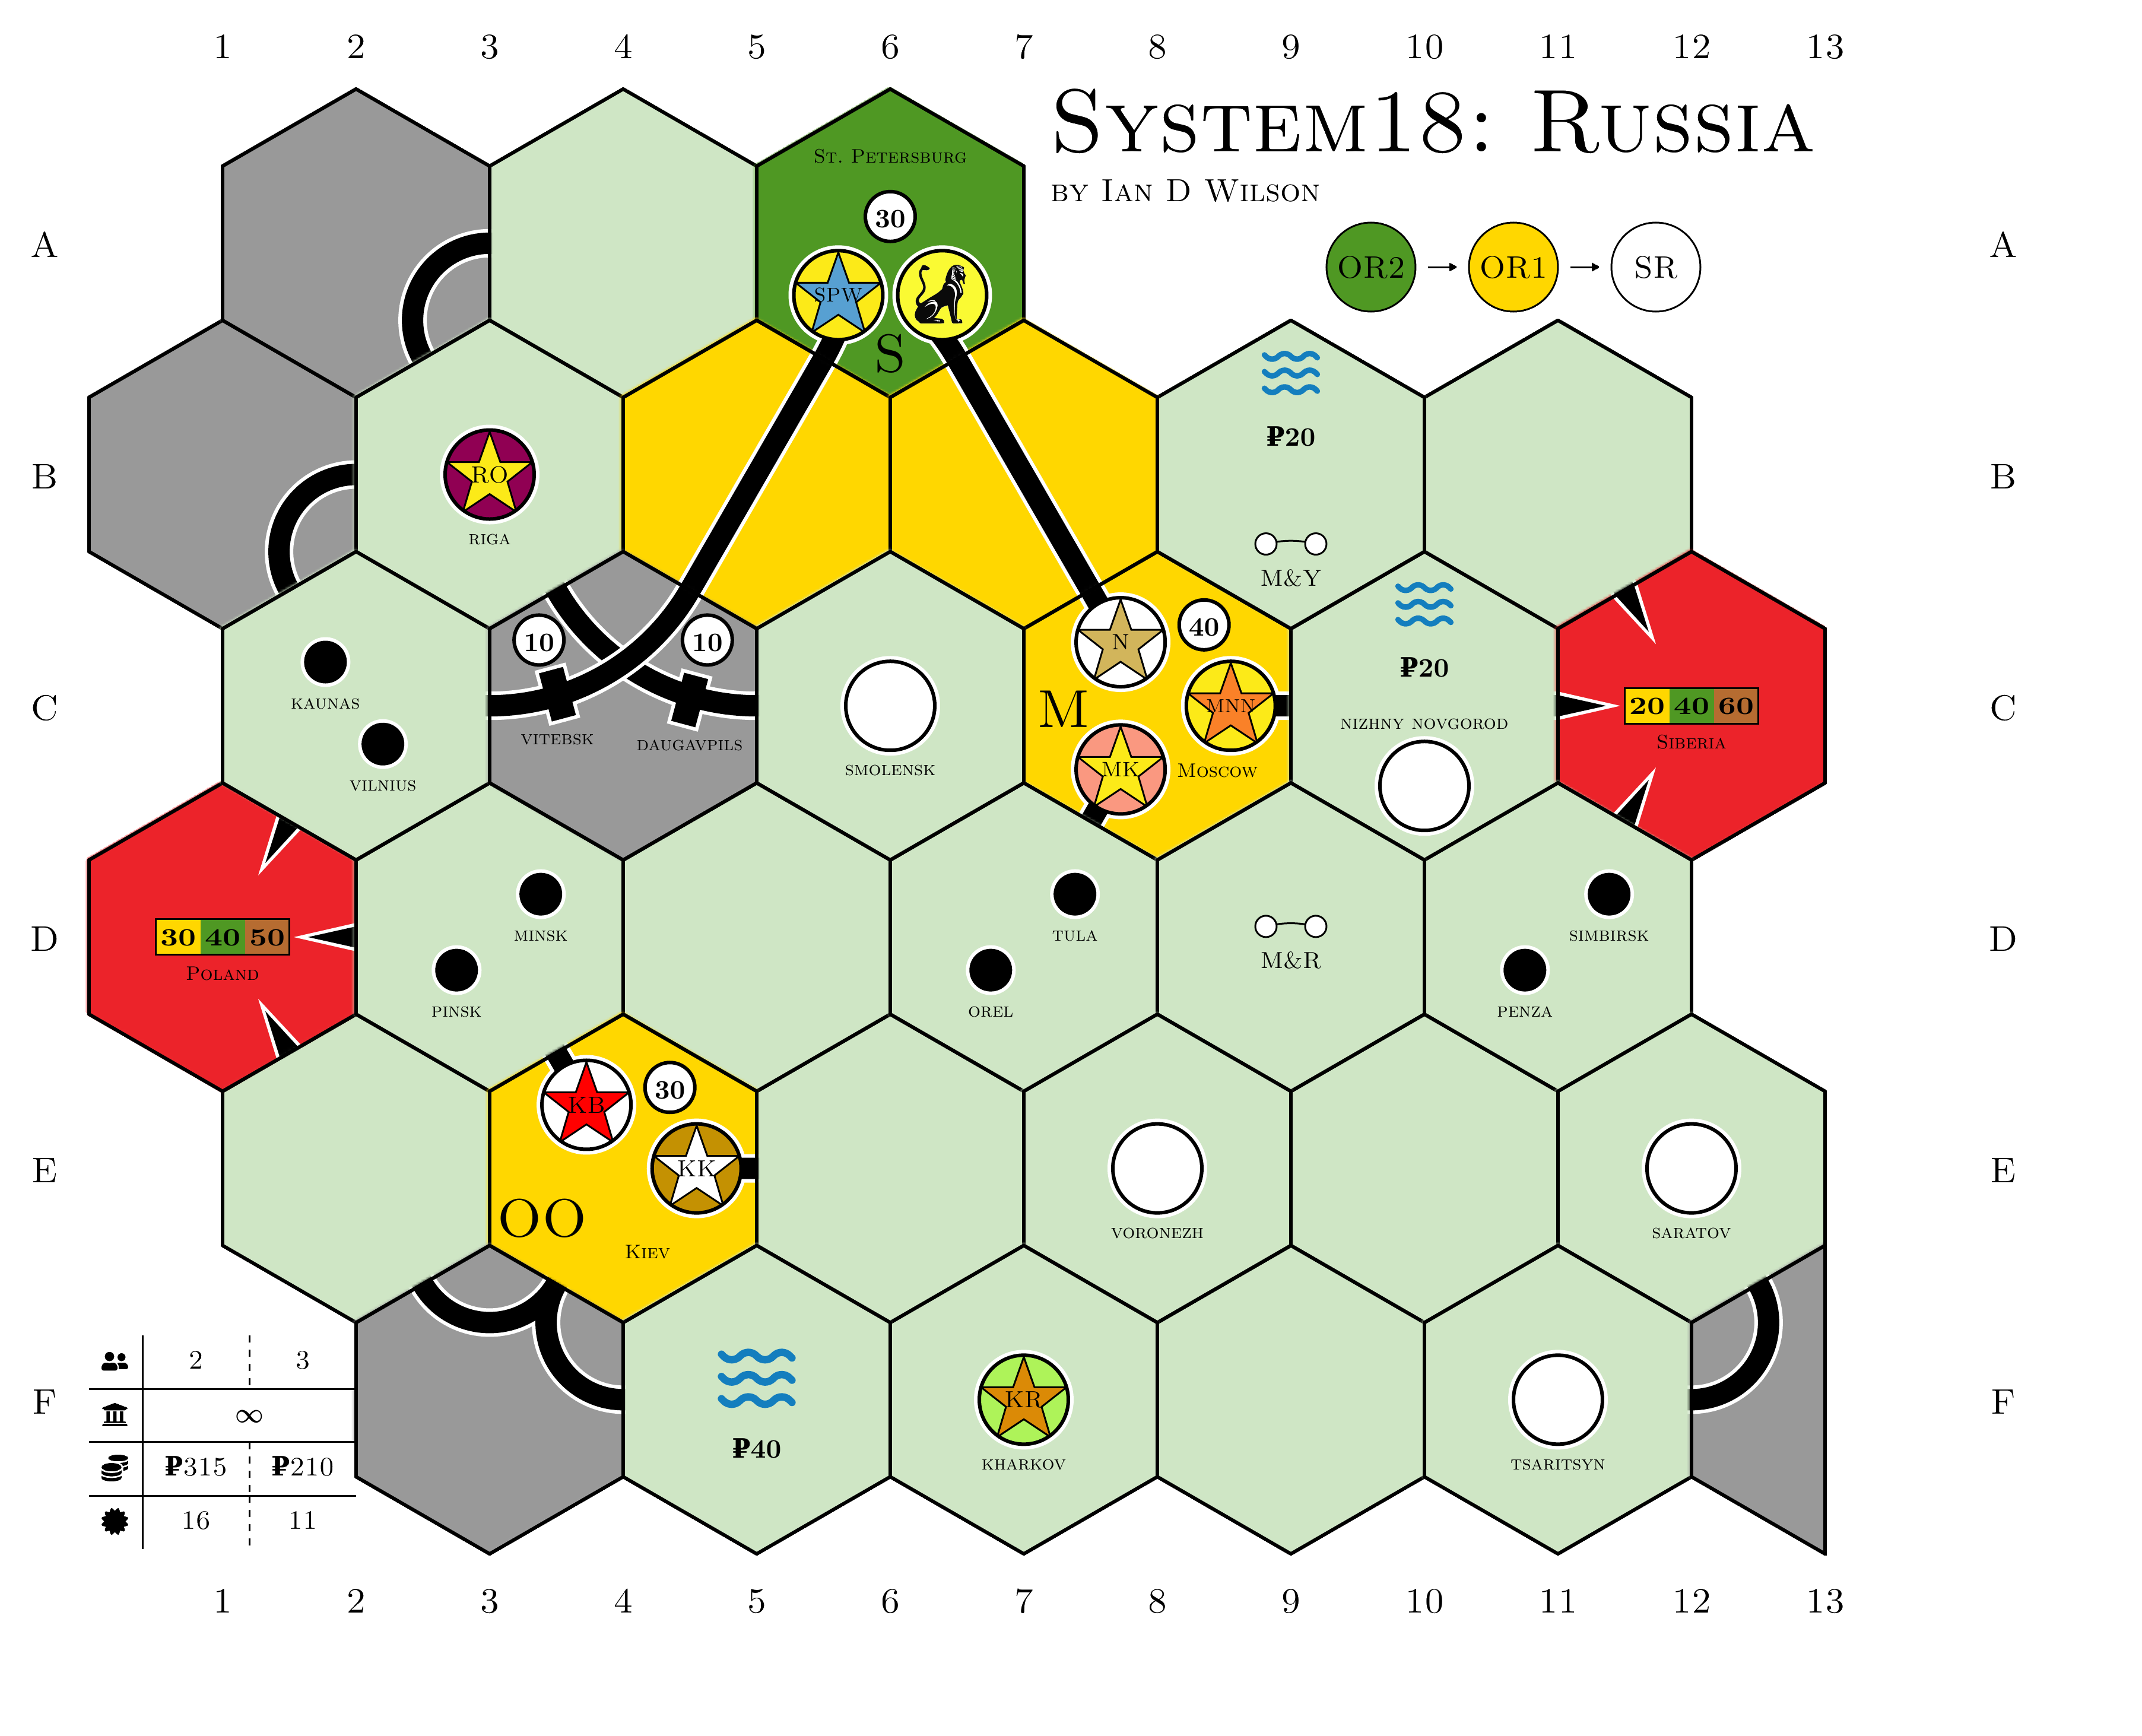 1 2 3 4 5 6 7 8 9 10 11 12 13
System18: Russia
by Ian D Wilson
St. Petersburg
30
SPW
S
A
A
OR2 OR1 SR
B
B
RO
riga
₽20
M&Y
C
C
kaunas
vilnius
10
10
vitebsk
daugavpils
smolensk
N
40
M
MNN
MK
Moscow
₽20
nizhny novgorod
20 40 60
Siberia
D
D
30 40 50
Poland
minsk
pinsk
tula
orel
M&R
simbirsk
penza
E
E
KB
30
KK
OO
Kiev
voronezh
saratov
F
F
₽40
KR
kharkov
tsaritsyn
2 3
∞
₽315 ₽210
16 11
1 2 3 4 5 6 7 8 9 10 11 12 13